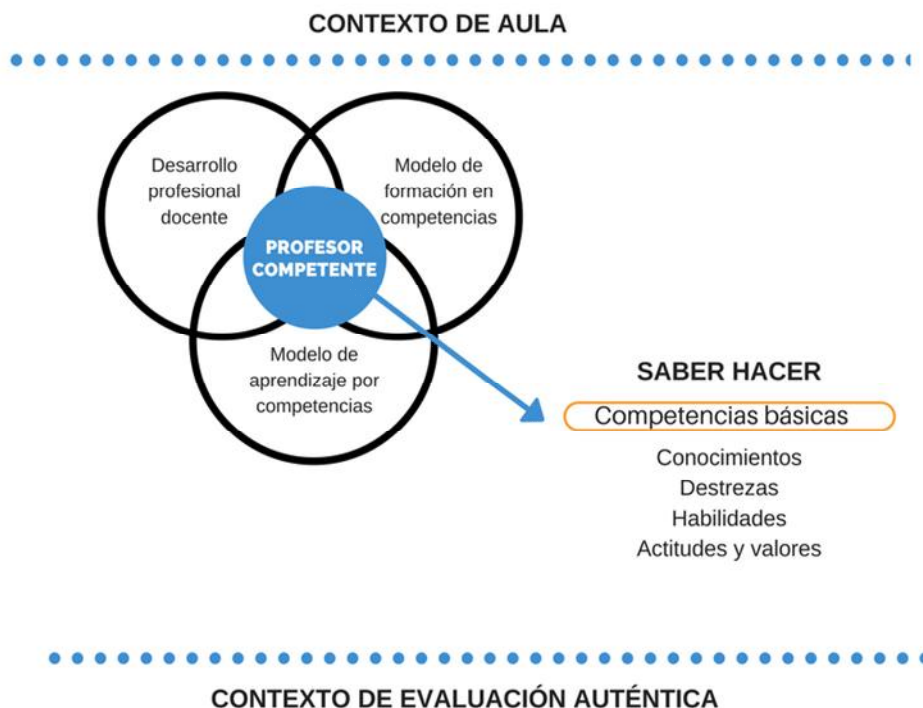 CONTEXTO DE AULA
Desarrollo
profesional
docente
Modelo de
formación en
competencias
PROFESOR
COMPETENTE
Modelo de
aprendizaje por
competencias
SABER HACER
Competencias básicas
Conocimientos
Destrezas
Habilidades
Actitudes y valores
CONTEXTO DE EVALUACIÓN AUTÉNTICA